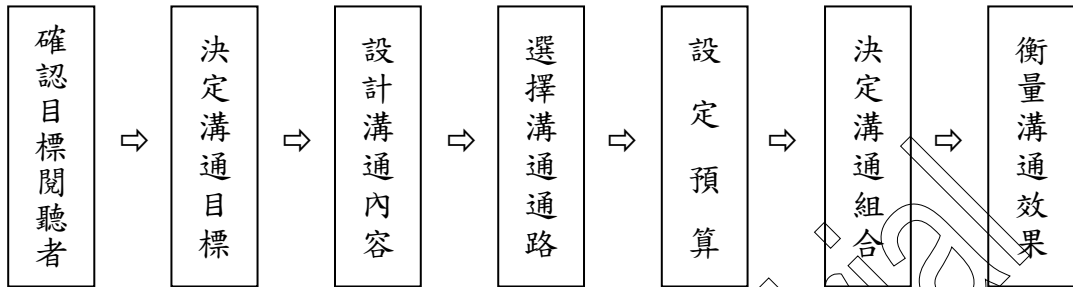 確認目標閱聽者
⇨
決定溝通目標
⇨
設計溝通內容
⇨
選擇溝通通路
⇨
設定預算
⇨
決定溝通組合
⇨
衡量溝通效果